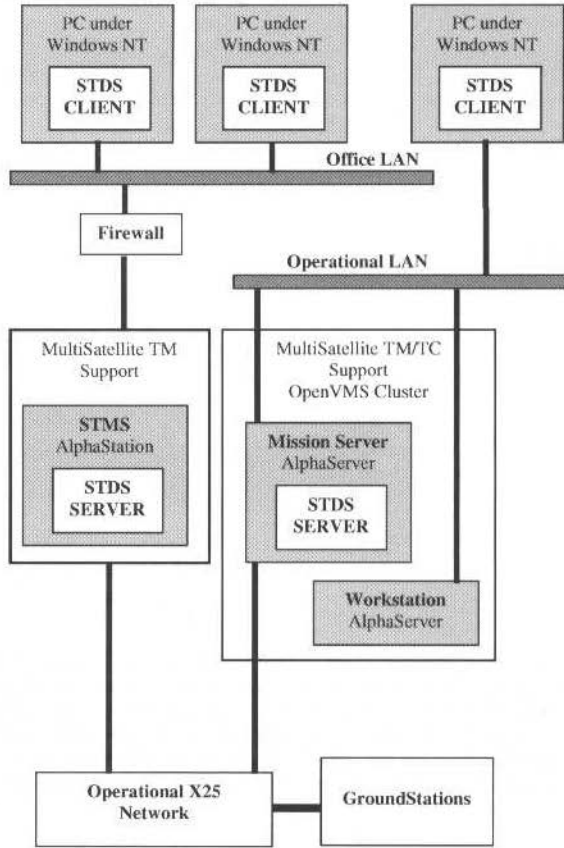 PC under
Windows NT
STDS
CLIENT
PC under
Windows NT
STDS
CLIENT
PC under
Windows NT
STDS
CLIENT
Office LAN
Firewall
Operational LAN
MultiSatellite TM
Support
STMS
AlphaStation
STDS
SERVER
MultiSatellite TM/TC
Support
OpenVMS Cluster
Mission Server
AlphaServer
STDS
SERVER
Workstation
AlphaServer
Operational X25
Network
GroundStations